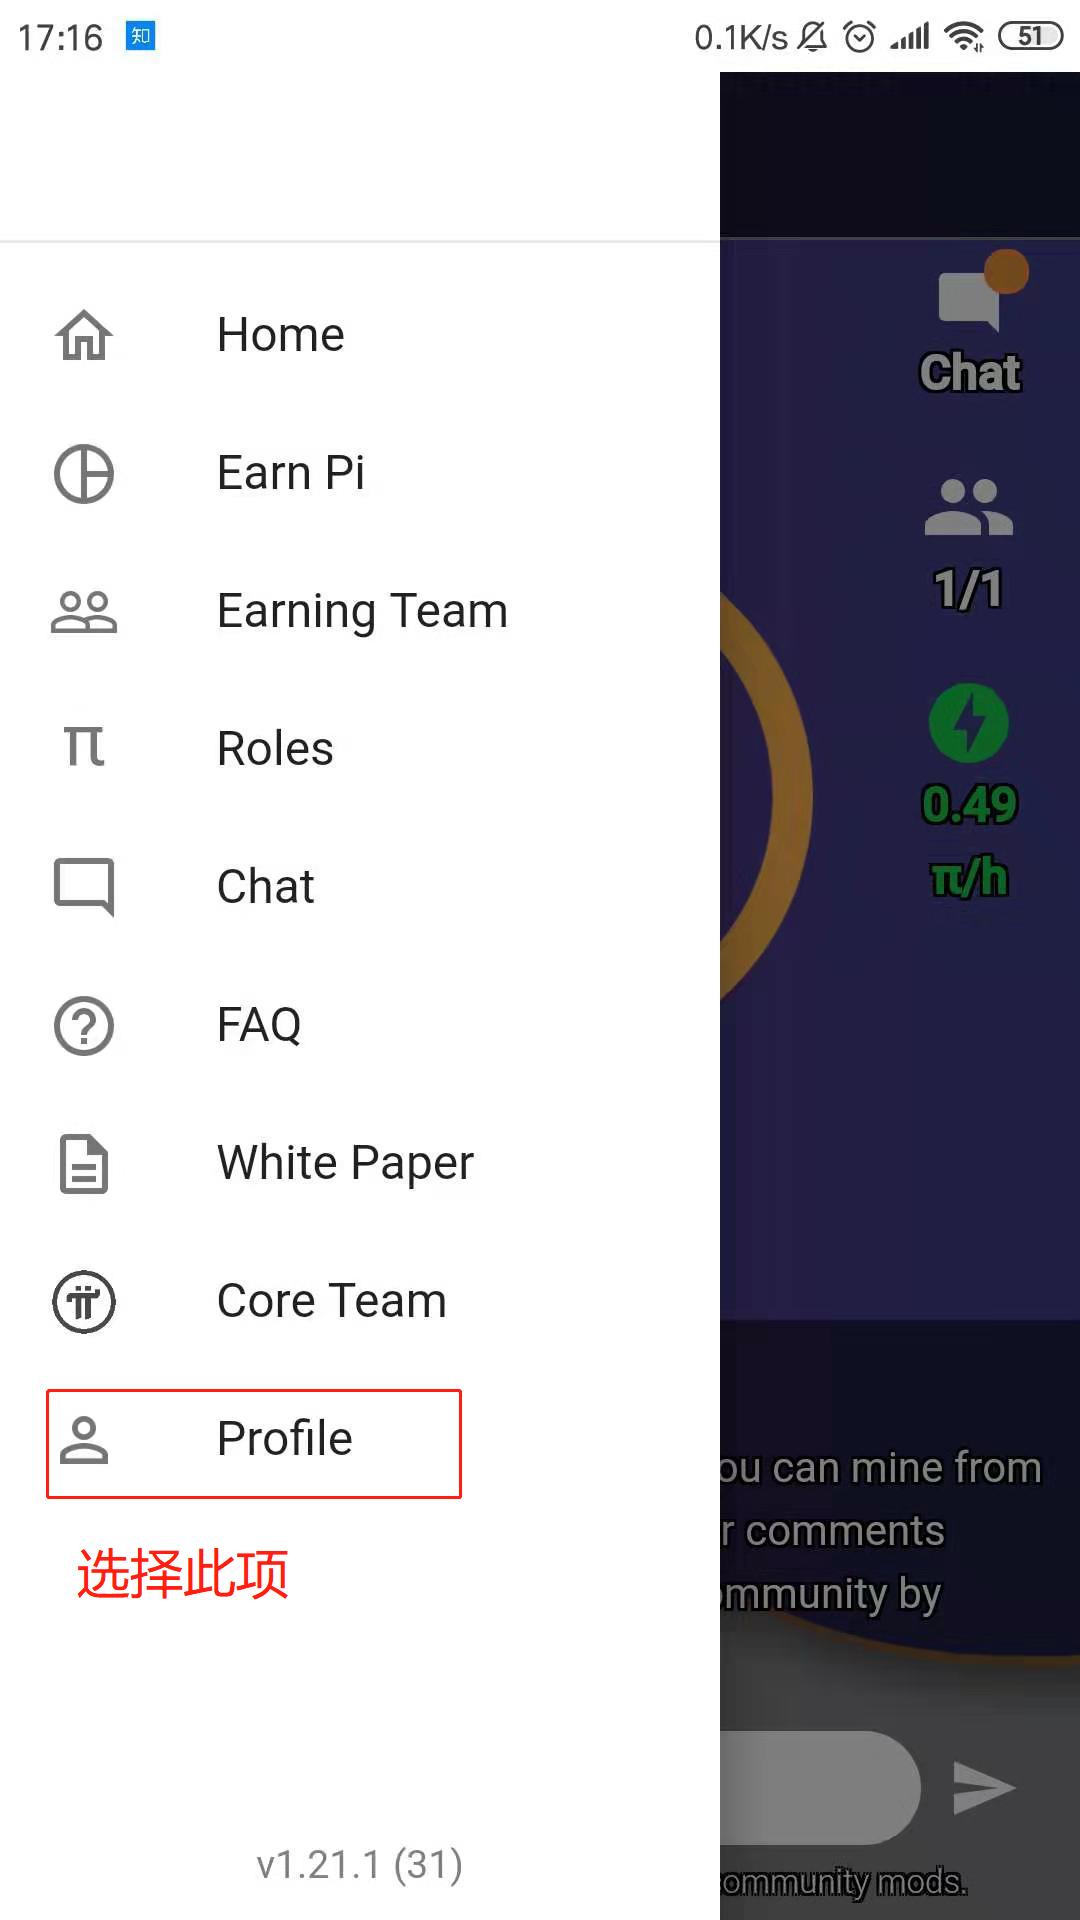 17:16 知 0.1K/s 51
Home
Earn Pi
Earning Team
π Roles
Chat
FAQ
White Paper
Core Team
Profile
选择此项
v1.21.1 (31)
Chat
1/1
0.49
π/h
ou can mine from
r comments
ommunity by
ommunity mods.